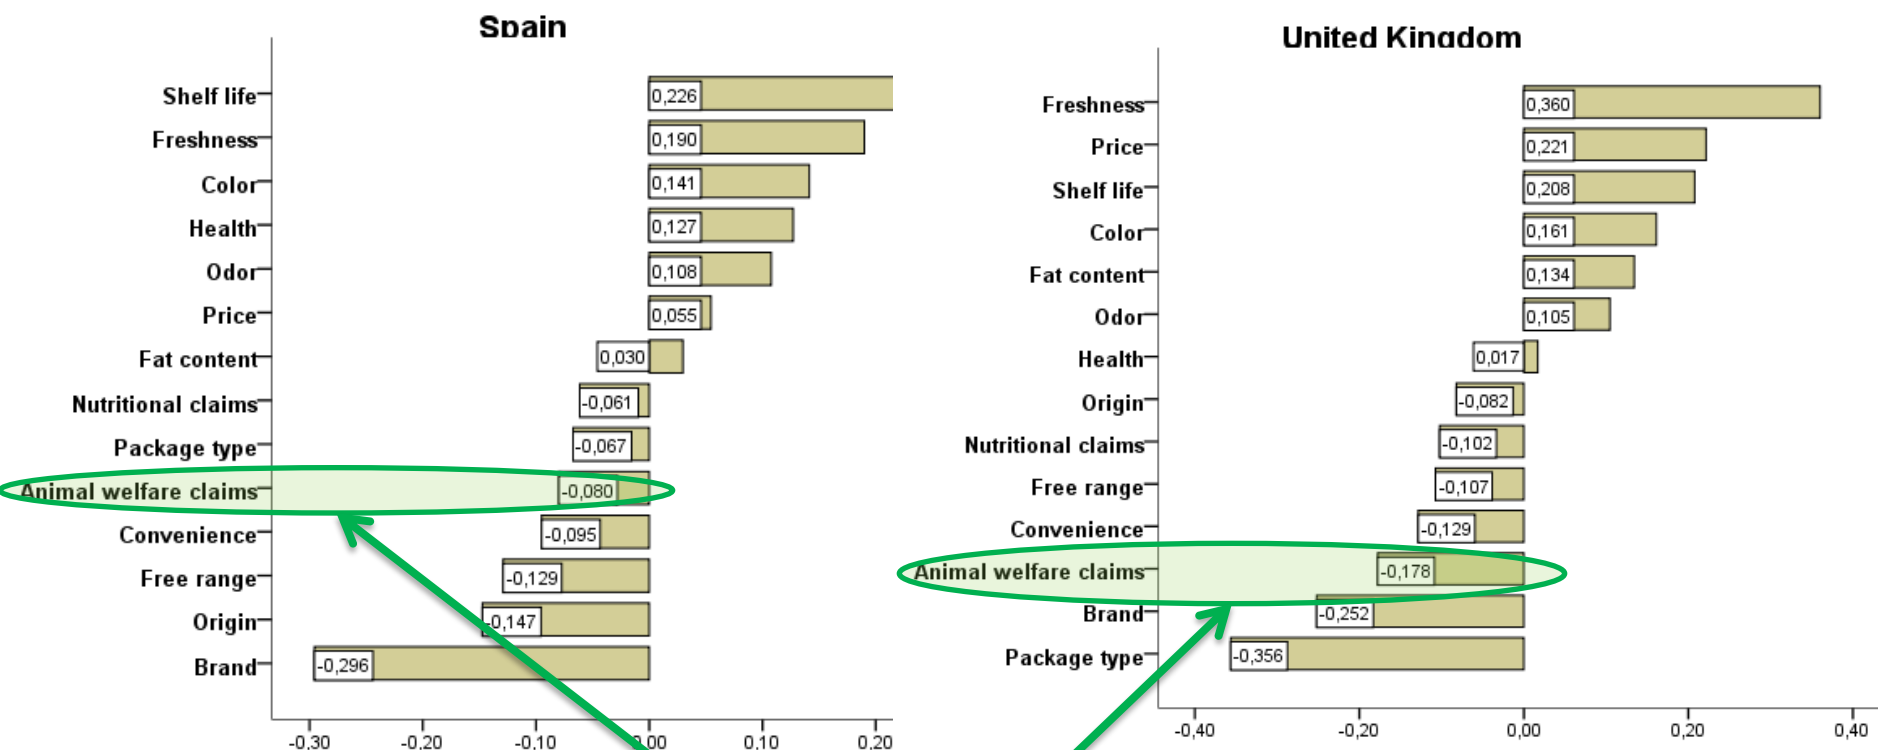 Spain
Shelf life 0,226
Freshness 0,190
Color 0,141
Health 0,127
Odor 0,108
Price 0,055
Fat content 0,030
Nutritional claims -0,061
Package type -0,067
Animal welfare claims -0,080
Convenience -0,095
Free range -0,129
Origin -0,147
Brand -0,296
-0,30 -0,20 -0,10 0,00 0,10 0,20
United Kingdom
Freshness 0,360
Price 0,221
Shelf life 0,208
Color 0,161
Fat content 0,134
Odor 0,105
Health 0,017
Origin -0,082
Nutritional claims -0,102
Free range -0,107
Convenience -0,129
Animal welfare claims -0,178
Brand -0,252
Package type -0,356
-0,40 -0,20 0,00 0,20 0,40